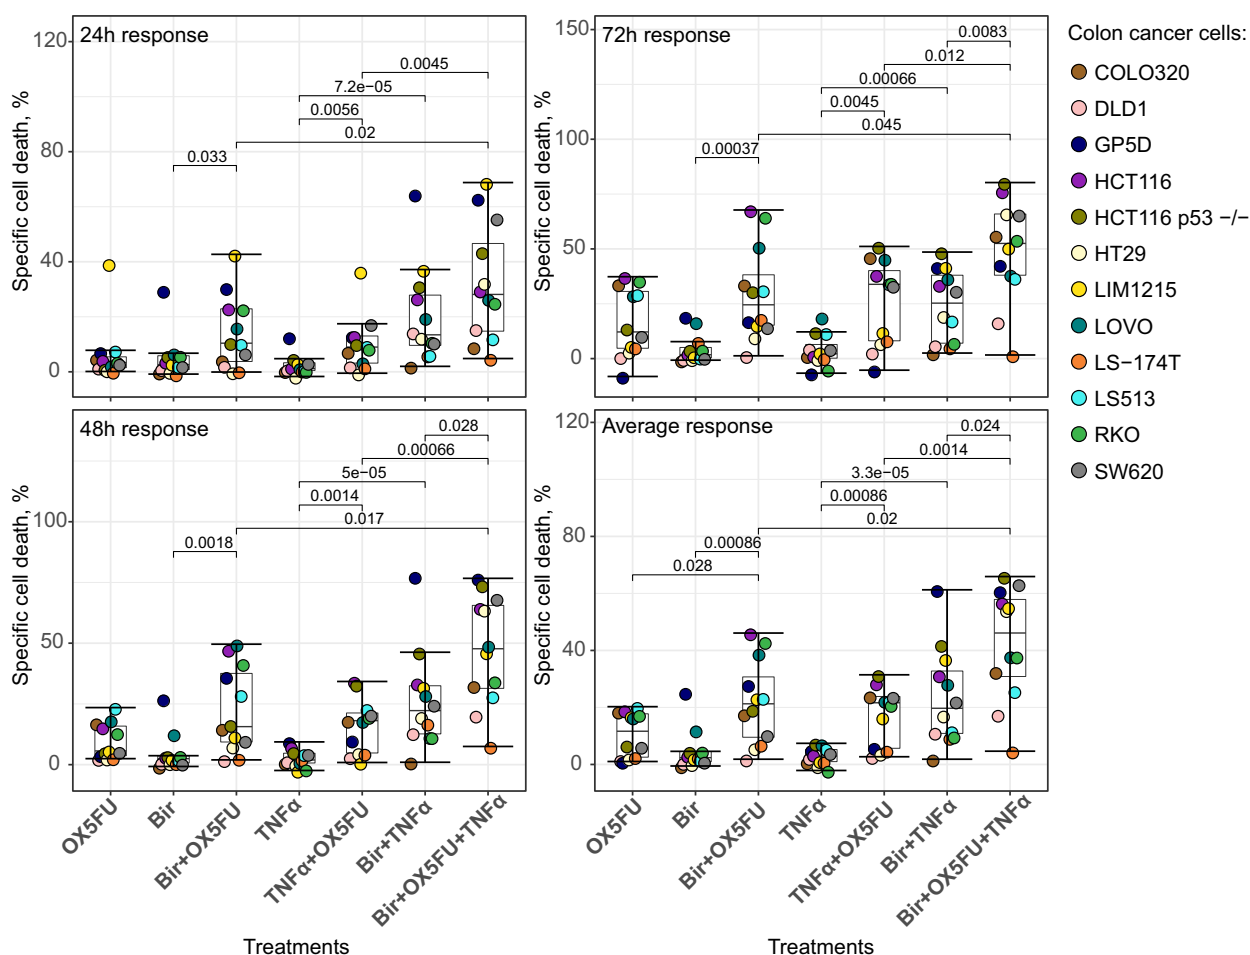 24h response
Specific cell death, %
120
80
40
0
0.0045
7.2e−05
0.0056
0.02
0.033
72h response
Specific cell death, %
150
100
50
0
0.0083
0.012
0.00066
0.0045
0.045
0.00037
Colon cancer cells:
COLO320
DLD1
GP5D
HCT116
HCT116 p53 −/−
HT29
LIM1215
LOVO
LS−174T
LS513
RKO
SW620
48h response
Specific cell death, %
100
50
0
0.028
0.00066
5e−05
0.0014
0.017
0.0018
OX5FU
Bir
Bir+OX5FU
TNFα
TNFα+OX5FU
Bir+TNFα
Bir+OX5FU+TNFα
Treatments
Average response
Specific cell death, %
120
80
40
0
0.024
0.0014
3.3e−05
0.00086
0.02
0.00086
0.028
OX5FU
Bir
Bir+OX5FU
TNFα
TNFα+OX5FU
Bir+TNFα
Bir+OX5FU+TNFα
Treatments